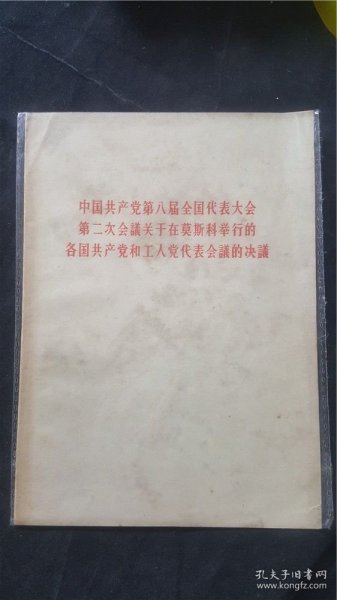 中国共产党第八届全国代表大会
第二次会議关于在莫斯科举行的
各国共产党和工人党代表会議的决議
孔夫子旧书网
www.kongfz.com